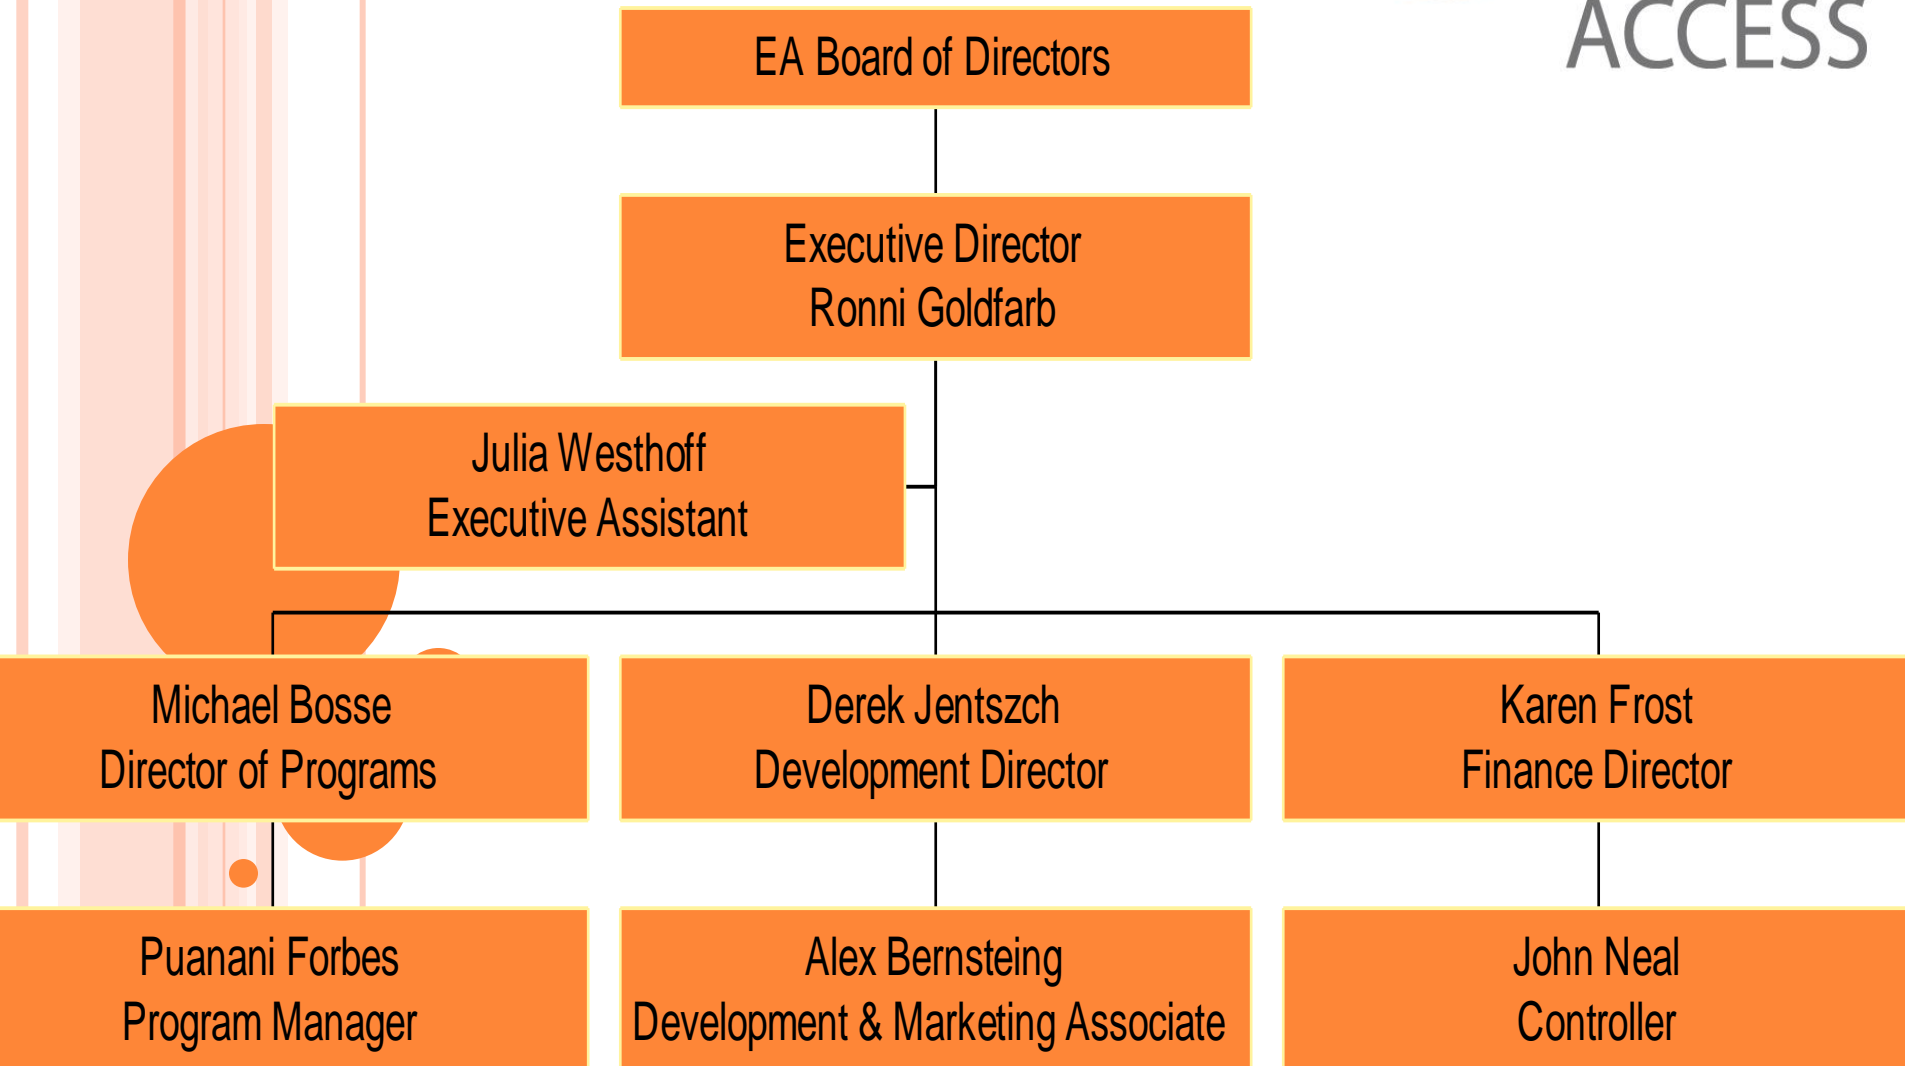 ACCESS
EA Board of Directors
Executive Director
Ronni Goldfarb
Julia Westhoff
Executive Assistant
Michael Bosse
Director of Programs
Derek Jentszch
Development Director
Karen Frost
Finance Director
Puanani Forbes
Program Manager
Alex Bernsteing
Development & Marketing Associate
John Neal
Controller